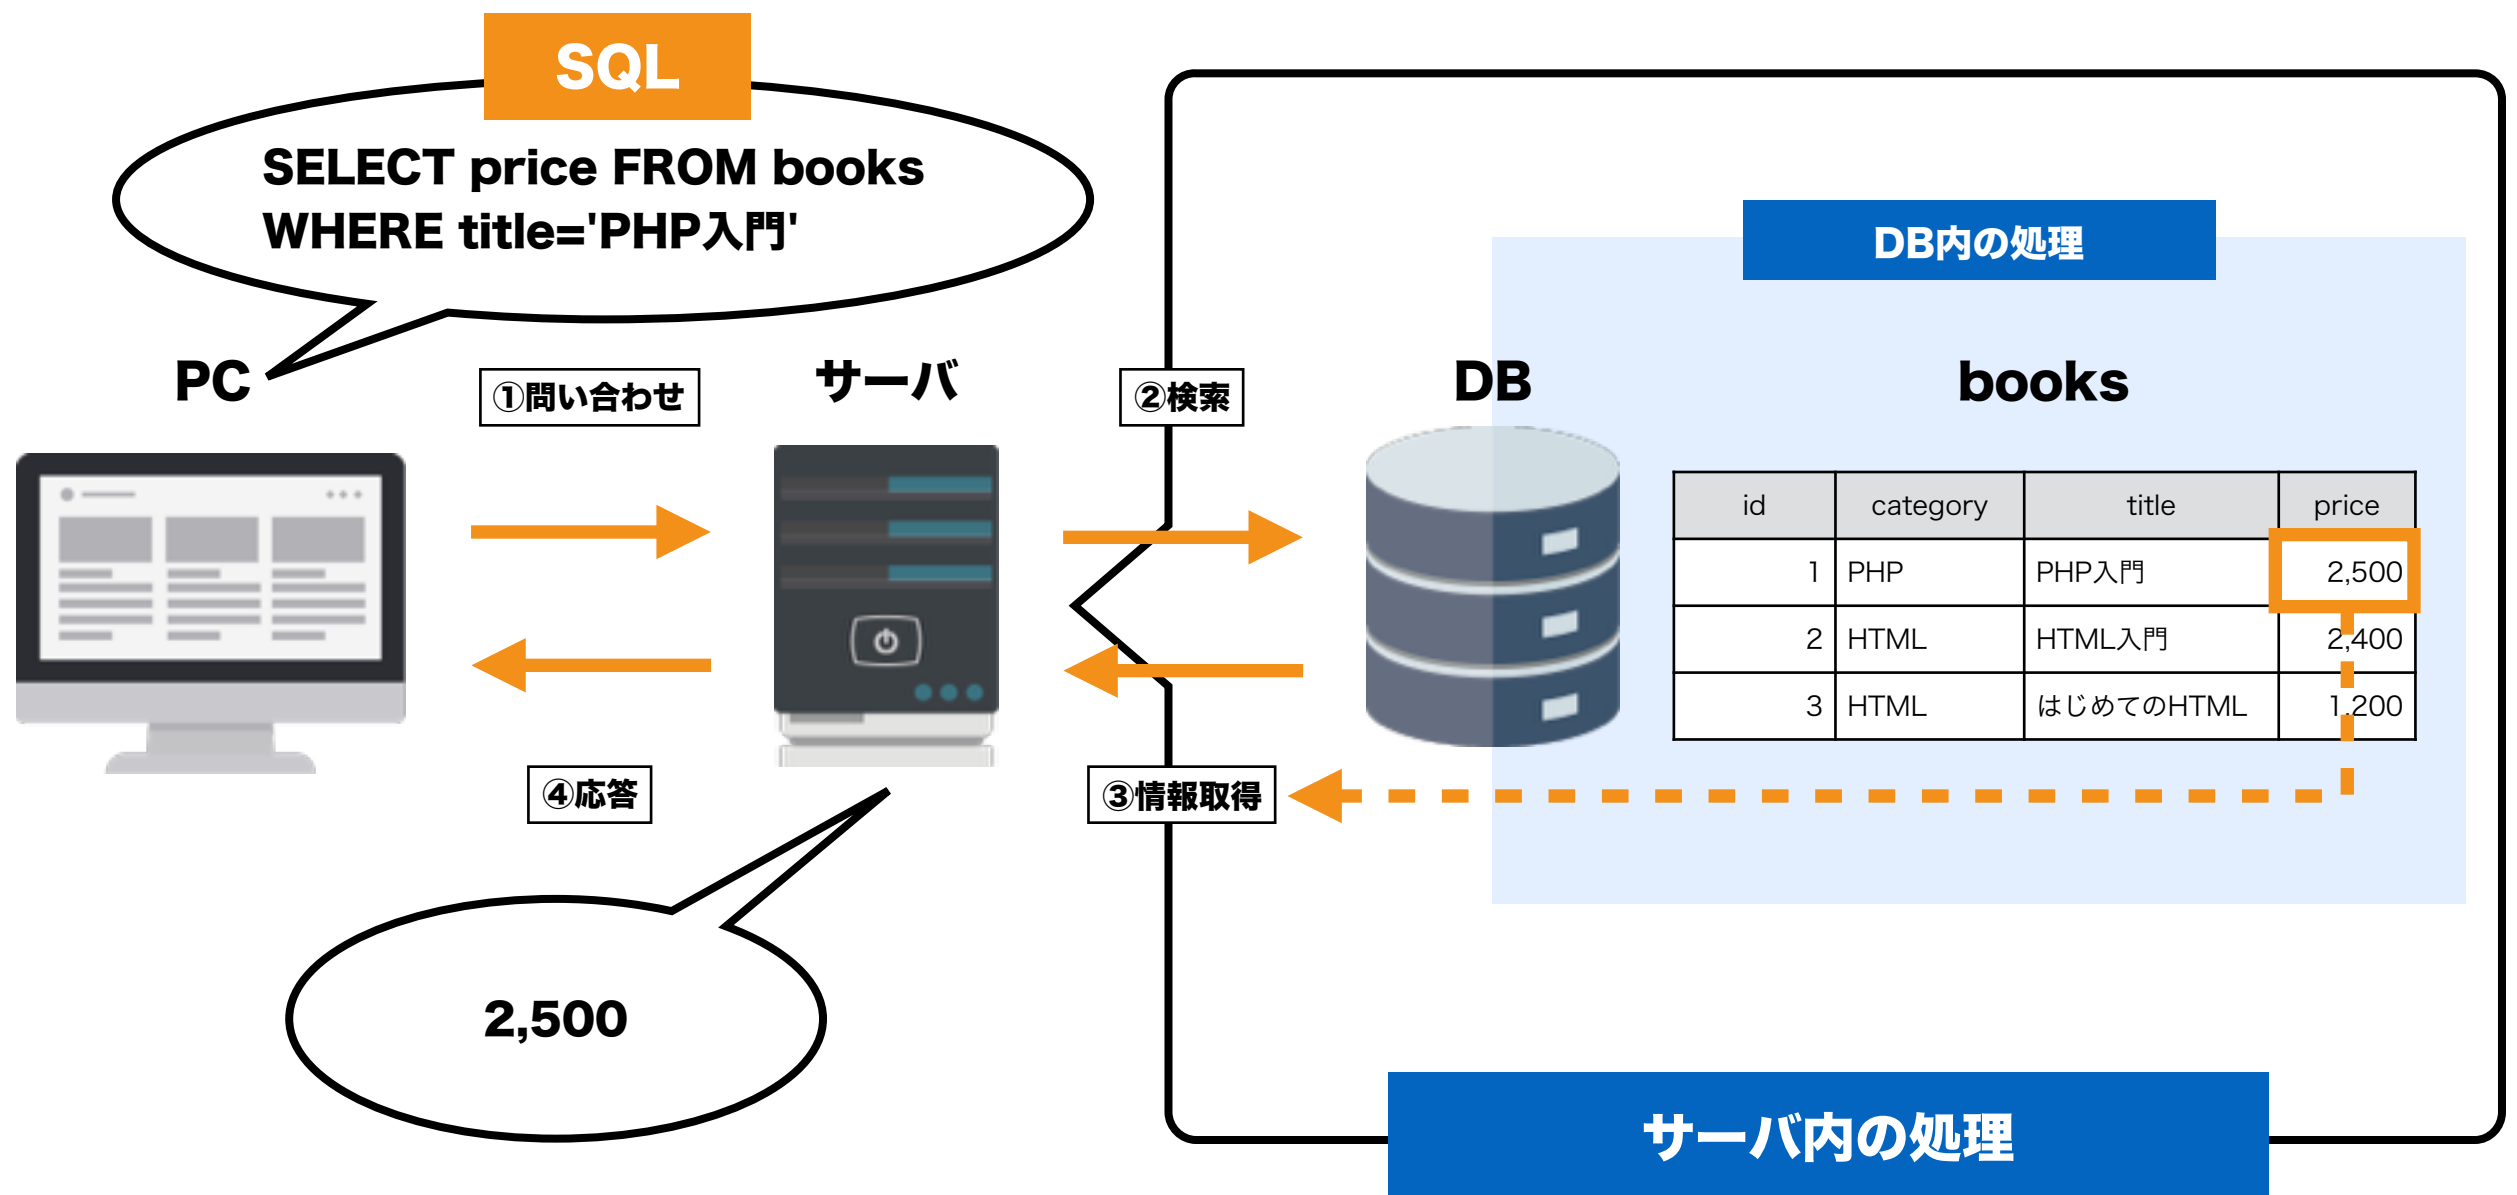 SQL
SELECT price FROM books
WHERE title='PHP入門'
DB内の処理
PC
①問い合わせ
サーバ
②検索
DB
books
id category title price
1 PHP PHP入門 2,500
2 HTML HTML入門 2,400
3 HTML はじめてのHTML 1,200
④応答
③情報取得
2,500
サーバ内の処理